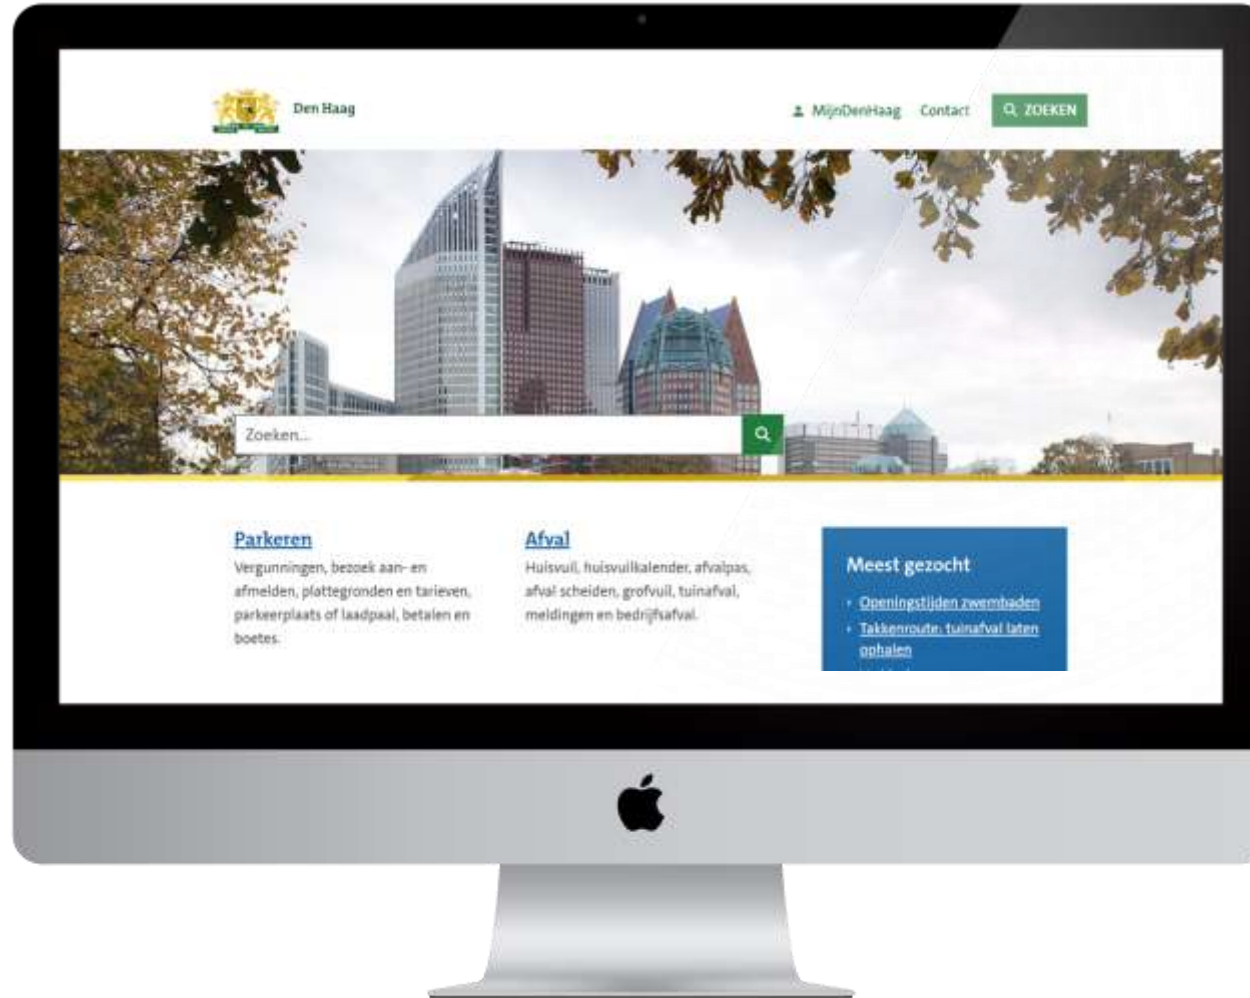 Den Haag
MijnDenHaag Contact ZOEKEN
Zoeken...
Parkeren
Vergunningen, bezoek aan- en
afmelden, plattegronden en tarieven,
parkeerplaats of laadpaal, betalen en
boetes.
Afval
Huisvuil, huisvuilkalender, afvalpas,
afval scheiden, grofvuil, tuinafval,
meldingen en bedrijfsafval.
Meest gezocht
Openingstijden zwembaden
Takkenroute: tuinafval laten
ophalen